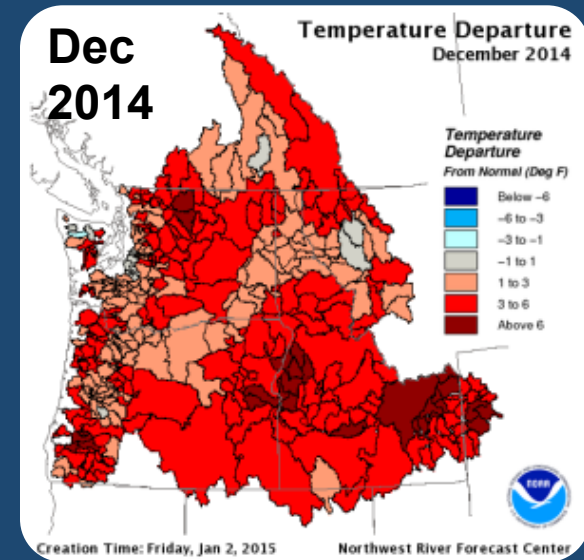 Dec
2014
Temperature Departure
December 2014
Temperature
Departure
From Normal (Deg F)
Below -6
-6 to -3
-3 to -1
-1 to 1
1 to 3
3 to 6
Above 6
NOAA
Creation Time: Friday, Jan 2, 2015
Northwest River Forecast Center